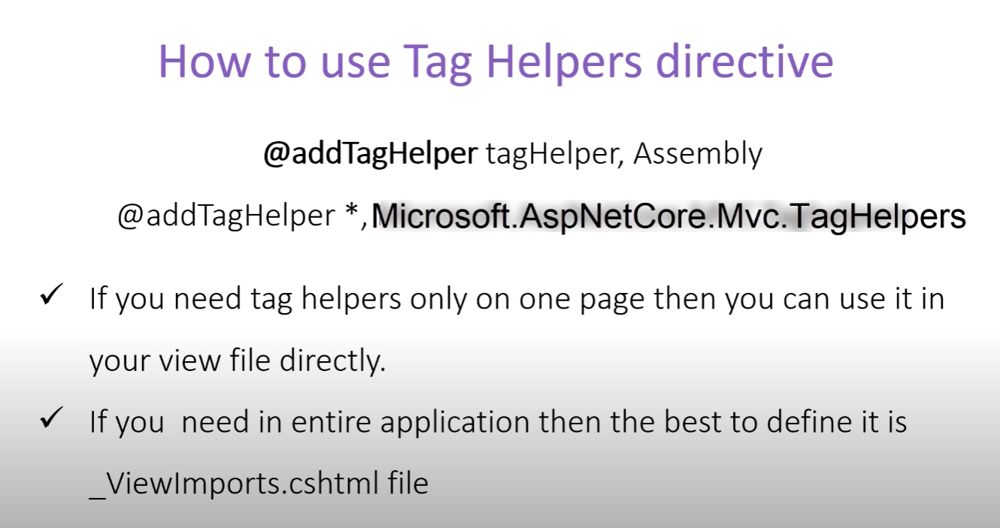 How to use Tag Helpers directive
@addTagHelper tagHelper, Assembly
@addTagHelper *,Microsoft.AspNetCore.Mvc.TagHelpers
✓ If you need tag helpers only on one page then you can use it in
your view file directly.
✓ If you  need in entire application then the best to define it is
_ViewImports.cshtml file